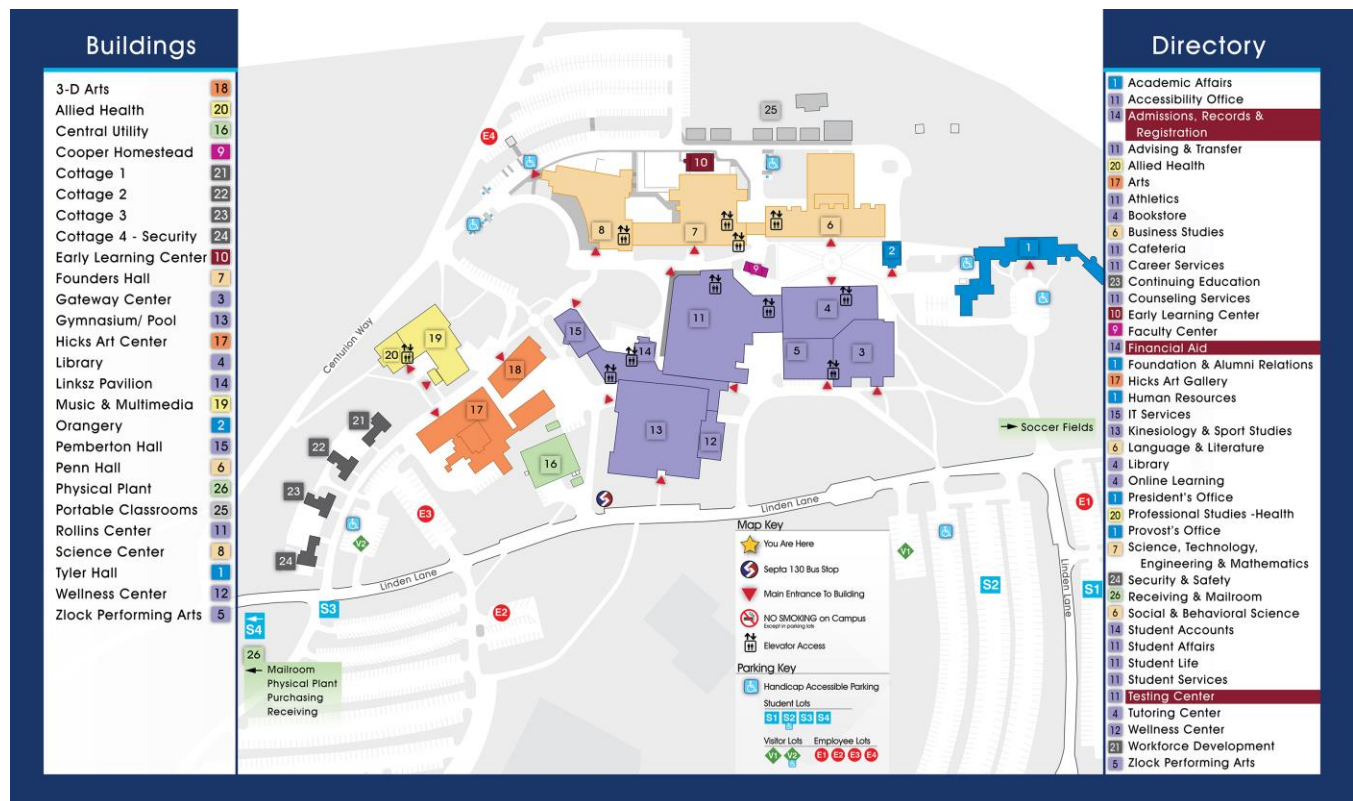 Buildings
3-D Arts 18
Allied Health 20
Central Utility 16
Cooper Homestead 9
Cottage 1 21
Cottage 2 22
Cottage 3 23
Cottage 4 - Security 24
Early Learning Center 10
Founders Hall 7
Gateway Center 3
Gymnasium/ Pool 13
Hicks Art Center 17
Library 4
Linksz Pavilion 14
Music & Multimedia 19
Orangery 2
Pemberton Hall 15
Penn Hall 6
Physical Plant 26
Portable Classrooms 25
Rollins Center 11
Science Center 8
Tyler Hall 1
Wellness Center 12
Zlock Performing Arts 5
25
E4
10
8
7
6
9
2
1
11
4
15
14
5
3
19
20
18
17
13
12
16
21
22
23
24
Centurion Way
Soccer Fields
E3
V2
E1
V1
S2
S1
Linden Lane
Linden Lane
Linden Lane
S3
E2
S4
26
Mailroom
Physical Plant
Purchasing
Receiving
Map Key
You Are Here
Septa 130 Bus Stop
Main Entrance To Building
NO SMOKING on Campus
Except in parking lots
Elevator Access
Parking Key
Handicap Accessible Parking
Student Lots
S1 S2 S3 S4
Visitor Lots Employee Lots
V1 V2 E1 E2 E3 E4
Directory
1 Academic Affairs
11 Accessibility Office
14 Admissions, Records &
Registration
11 Advising & Transfer
20 Allied Health
17 Arts
11 Athletics
4 Bookstore
6 Business Studies
11 Cafeteria
11 Career Services
23 Continuing Education
11 Counseling Services
10 Early Learning Center
9 Faculty Center
14 Financial Aid
1 Foundation & Alumni Relations
17 Hicks Art Gallery
1 Human Resources
15 IT Services
13 Kinesiology & Sport Studies
6 Language & Literature
4 Library
4 Online Learning
1 President's Office
20 Professional Studies -Health
1 Provost's Office
7 Science, Technology,
Engineering & Mathematics
24 Security & Safety
26 Receiving & Mailroom
6 Social & Behavioral Science
14 Student Accounts
11 Student Affairs
11 Student Life
11 Student Services
11 Testing Center
4 Tutoring Center
12 Wellness Center
21 Workforce Development
5 Zlock Performing Arts